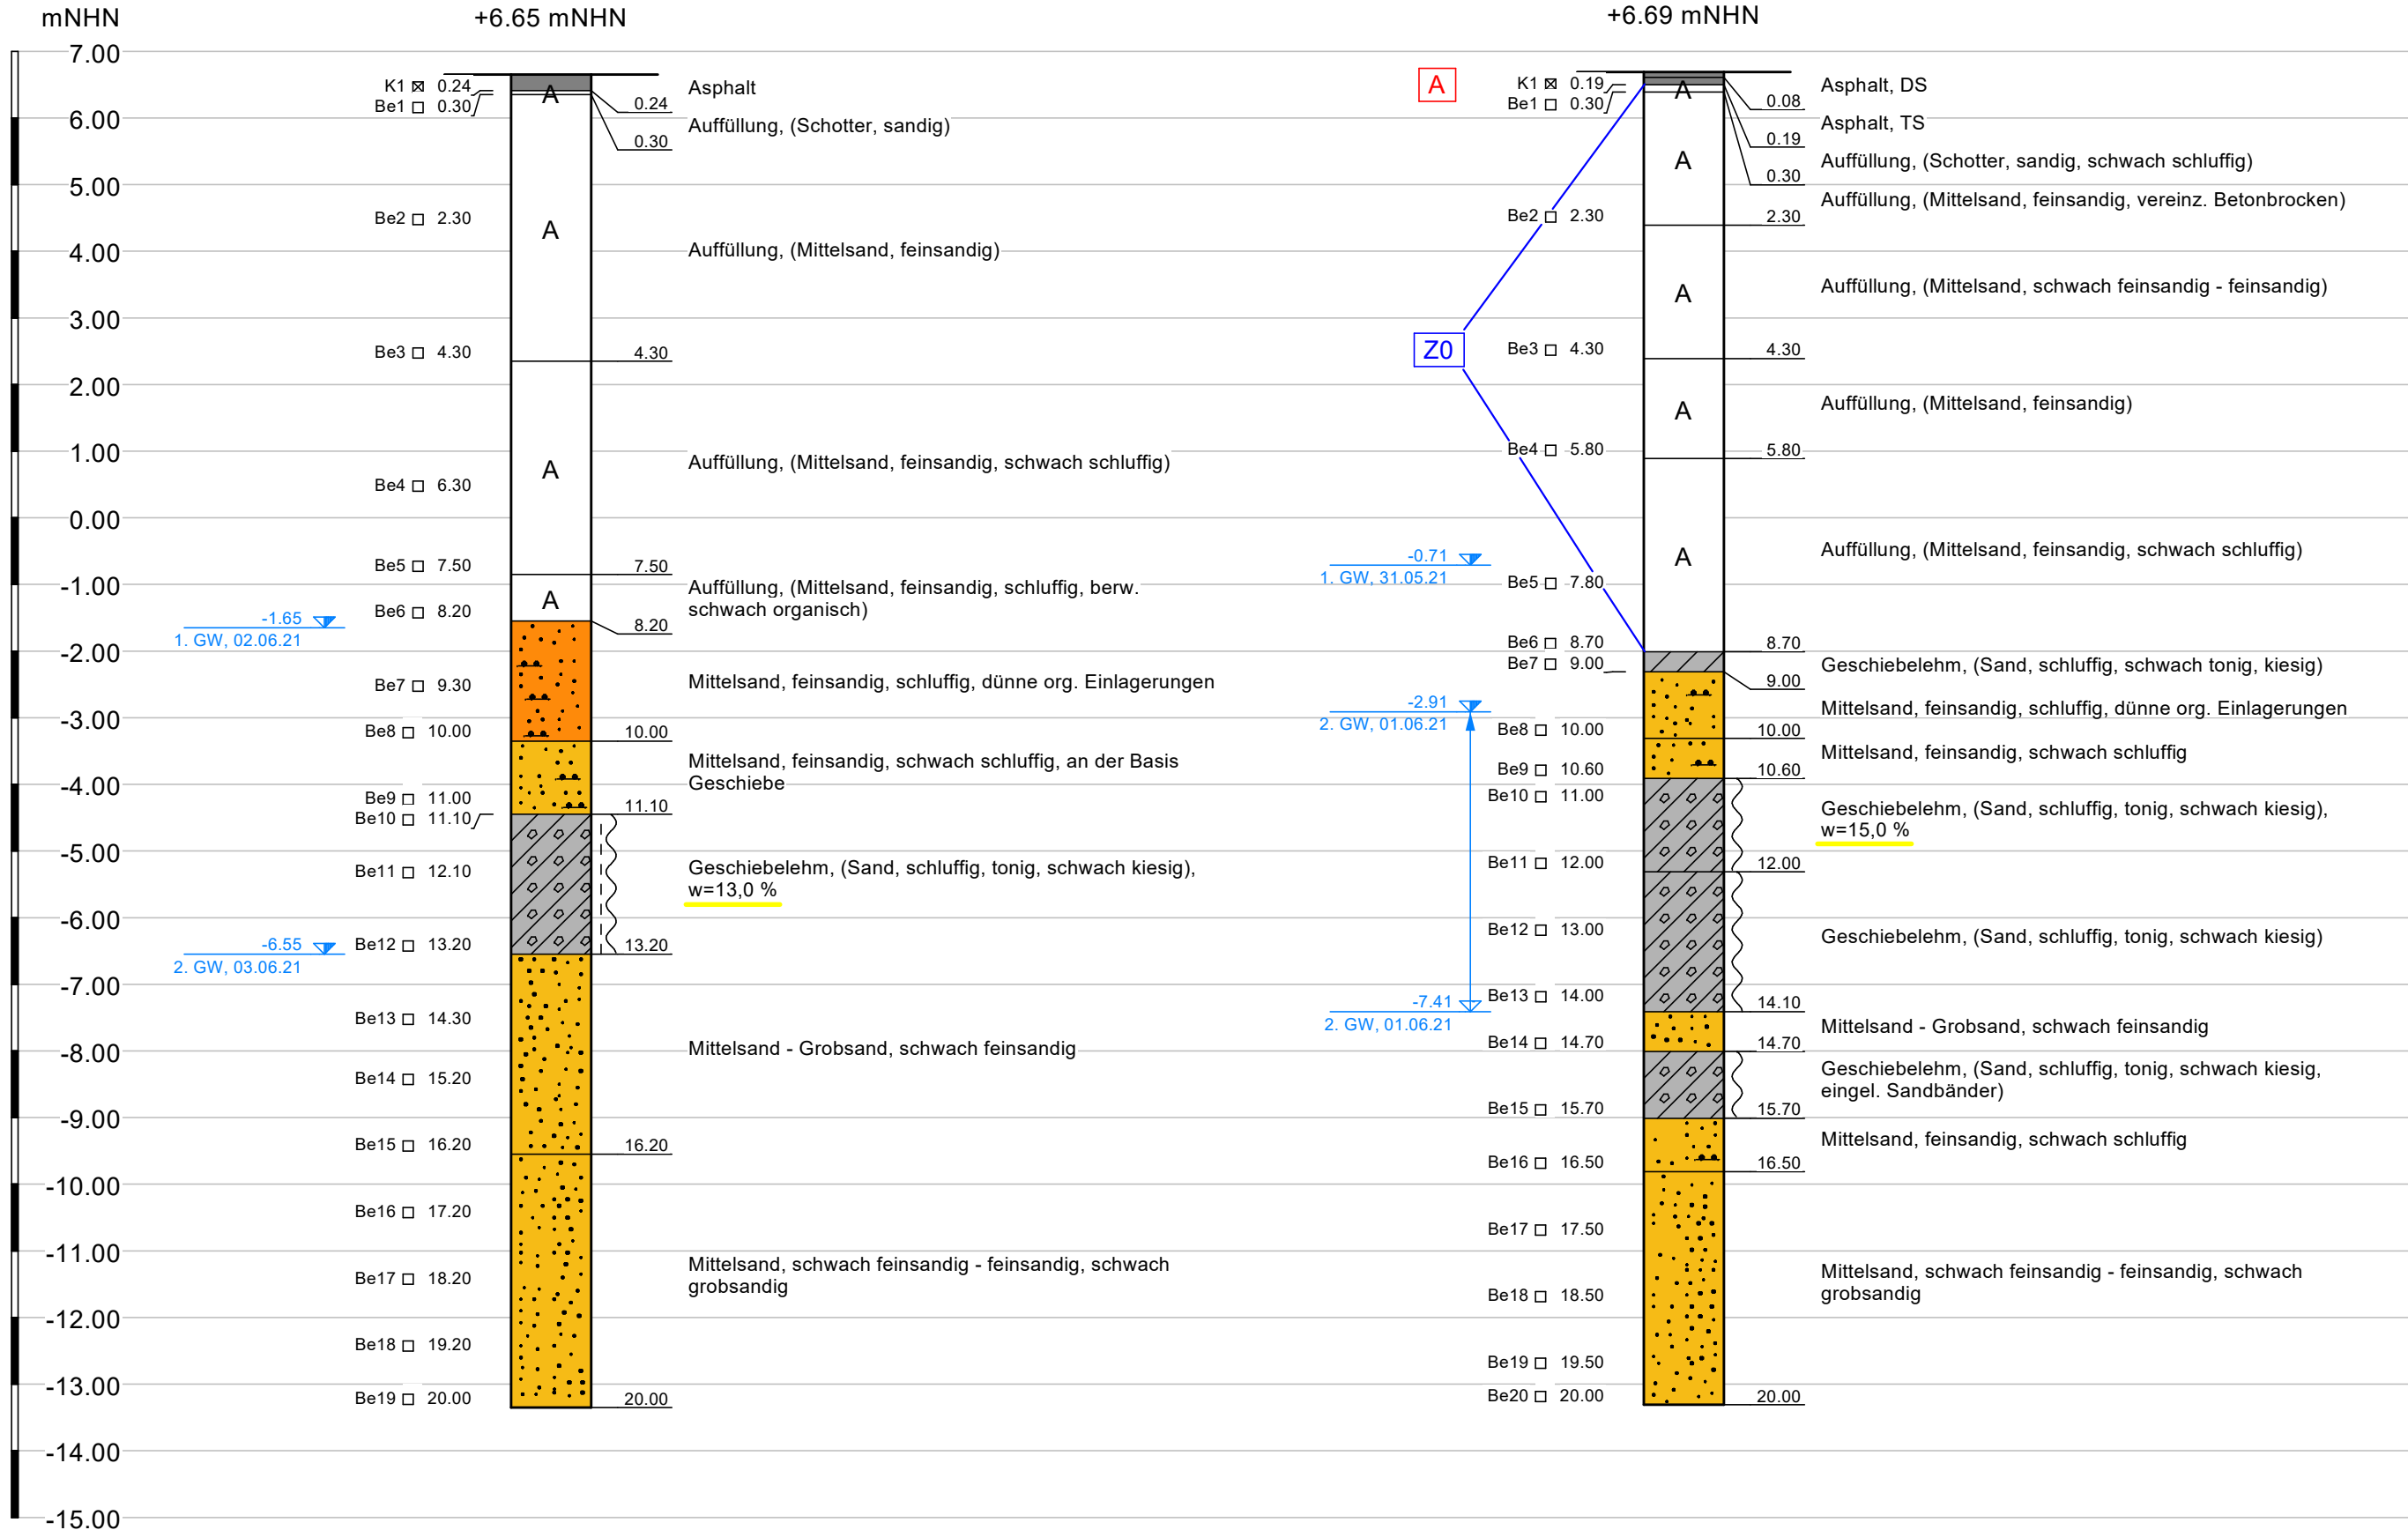 mNHN
7.00
6.00
5.00
4.00
3.00
2.00
1.00
0.00
-1.00
-2.00
-3.00
-4.00
-5.00
-6.00
-7.00
-8.00
-9.00
-10.00
-11.00
-12.00
-13.00
-14.00
-15.00
+6.65 mNHN
K1 0.24
Be1 0.30
Be2 2.30
Be3 4.30
Be4 6.30
Be5 7.50
Be6 8.20
Be7 9.30
Be8 10.00
Be9 11.00
Be10 11.10
Be11 12.10
Be12 13.20
Be13 14.30
Be14 15.20
Be15 16.20
Be16 17.20
Be17 18.20
Be18 19.20
Be19 20.00
-1.65
1. GW, 02.06.21
-6.55
2. GW, 03.06.21
A
A
A
A
0.24
0.30
4.30
7.50
8.20
10.00
11.10
13.20
16.20
20.00
Asphalt
Auffüllung, (Schotter, sandig)
Auffüllung, (Mittelsand, feinsandig)
Auffüllung, (Mittelsand, feinsandig, schwach schluffig)
Auffüllung, (Mittelsand, feinsandig, schluffig, berw.
schwach organisch)
Mittelsand, feinsandig, schluffig, dünne org. Einlagerungen
Mittelsand, feinsandig, schwach schluffig, an der Basis
Geschiebe
Geschiebelehm, (Sand, schluffig, tonig, schwach kiesig),
w=13,0 %
Mittelsand - Grobsand, schwach feinsandig
Mittelsand, schwach feinsandig - feinsandig, schwach
grobsandig
+6.69 mNHN
A
Z0
K1 0.19
Be1 0.30
Be2 2.30
Be3 4.30
Be4 5.80
Be5 7.80
Be6 8.70
Be7 9.00
Be8 10.00
Be9 10.60
Be10 11.00
Be11 12.00
Be12 13.00
Be13 14.00
Be14 14.70
Be15 15.70
Be16 16.50
Be17 17.50
Be18 18.50
Be19 19.50
Be20 20.00
-0.71
1. GW, 31.05.21
-2.91
2. GW, 01.06.21
-7.41
2. GW, 01.06.21
A
A
A
A
A
0.08
0.19
0.30
2.30
4.30
5.80
8.70
9.00
10.00
10.60
12.00
14.10
14.70
15.70
16.50
20.00
Asphalt, DS
Asphalt, TS
Auffüllung, (Schotter, sandig, schwach schluffig)
Auffüllung, (Mittelsand, feinsandig, vereinz. Betonbrocken)
Auffüllung, (Mittelsand, schwach feinsandig - feinsandig)
Auffüllung, (Mittelsand, feinsandig)
Auffüllung, (Mittelsand, feinsandig, schwach schluffig)
Geschiebelehm, (Sand, schluffig, schwach tonig, kiesig)
Mittelsand, feinsandig, schluffig, dünne org. Einlagerungen
Mittelsand, feinsandig, schwach schluffig
Geschiebelehm, (Sand, schluffig, tonig, schwach kiesig),
w=15,0 %
Geschiebelehm, (Sand, schluffig, tonig, schwach kiesig)
Mittelsand - Grobsand, schwach feinsandig
Geschiebelehm, (Sand, schluffig, tonig, schwach kiesig,
eingel. Sandbänder)
Mittelsand, feinsandig, schwach schluffig
Mittelsand, schwach feinsandig - feinsandig, schwach
grobsandig